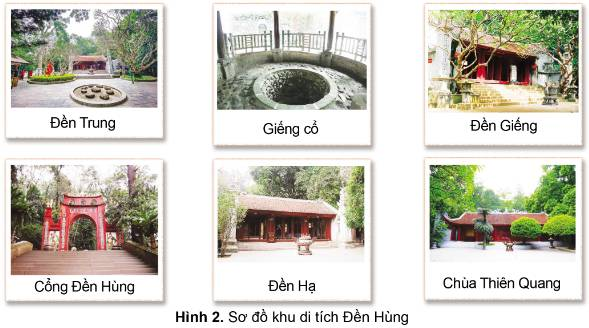 Đền Trung
Giếng cổ
Đền Giếng
Cổng Đền Hùng
Đền Hạ
Chùa Thiên Quang
Hình 2. Sơ đồ khu di tích Đền Hùng